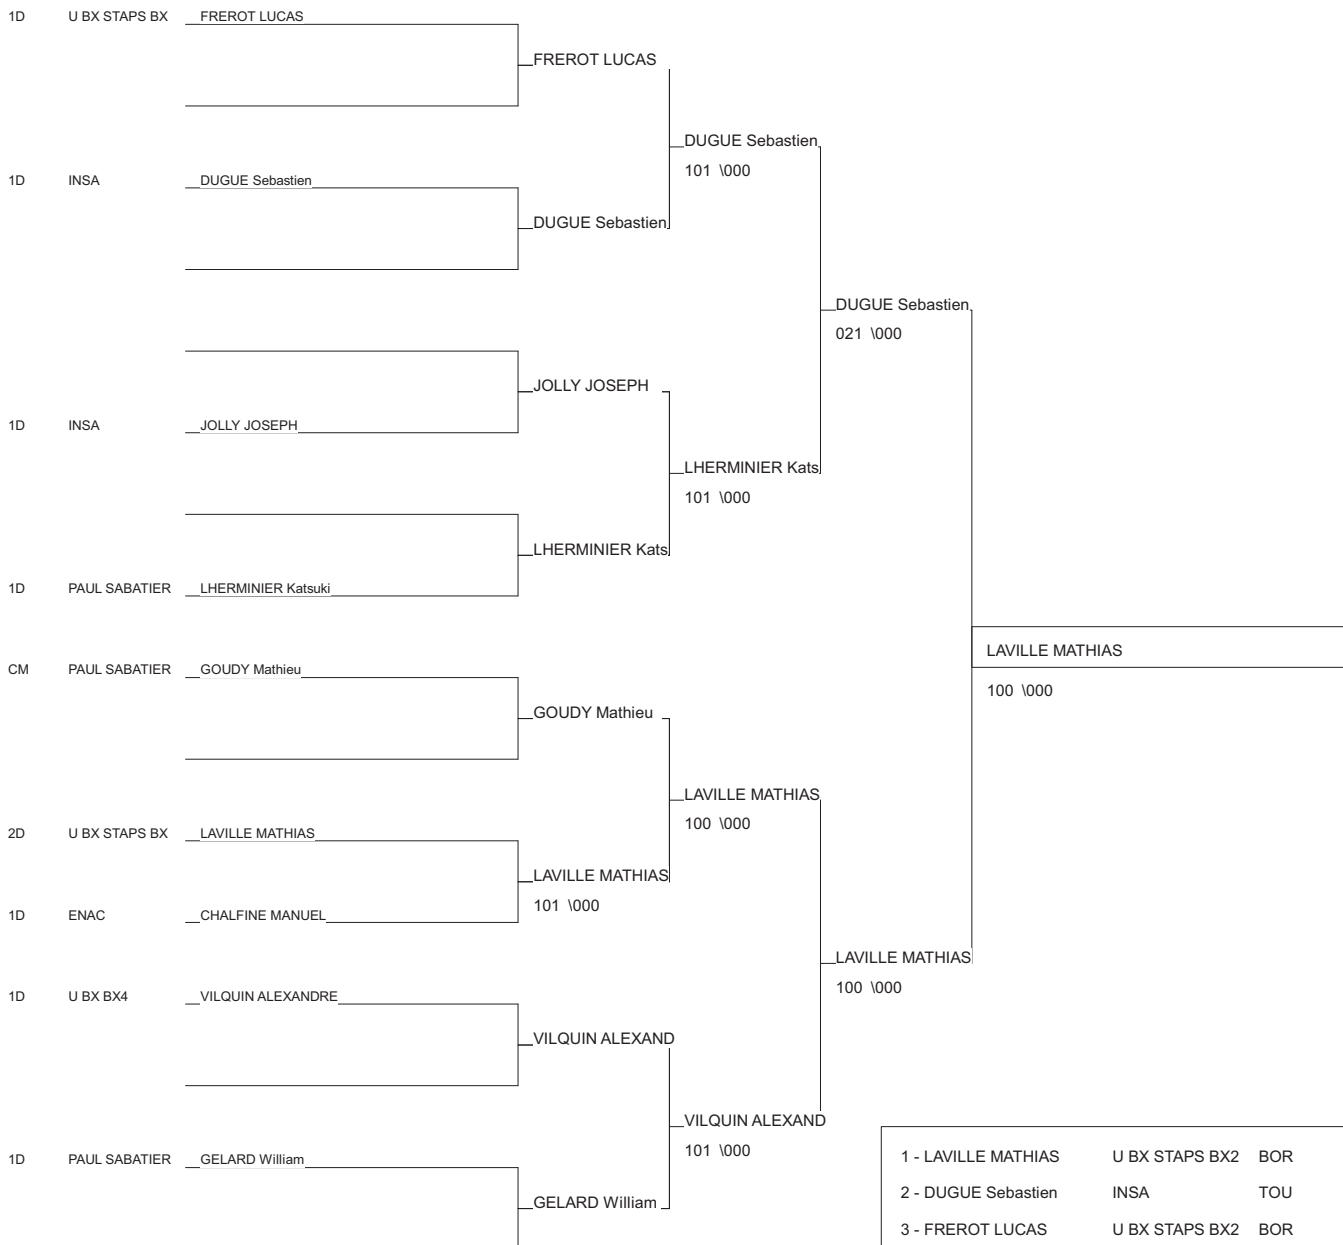 1D U BX STAPS BX FREROT LUCAS
FREROT LUCAS
DUGUE Sebastien
101 \000
1D INSA DUGUE Sebastien
DUGUE Sebastien
DUGUE Sebastien
021 \000
JOLLY JOSEPH
1D INSA JOLLY JOSEPH
LHERMINIER Kats
101 \000
LHERMINIER Kats
1D PAUL SABATIER LHERMINIER Katsuki
LAVILLE MATHIAS
100 \000
CM PAUL SABATIER GOUDY Mathieu
GOUDY Mathieu
LAVILLE MATHIAS
100 \000
2D U BX STAPS BX LAVILLE MATHIAS
LAVILLE MATHIAS
101 \000
1D ENAC CHALFINE MANUEL
LAVILLE MATHIAS
100 \000
1D U BX BX4 VILQUIN ALEXANDRE
VILQUIN ALEXAND
VILQUIN ALEXAND
101 \000
1D PAUL SABATIER GELARD William
GELARD William
1 - LAVILLE MATHIAS U BX STAPS BX2 BOR
2 - DUGUE Sebastien INSA TOU
3 - FREROT LUCAS U BX STAPS BX2 BOR